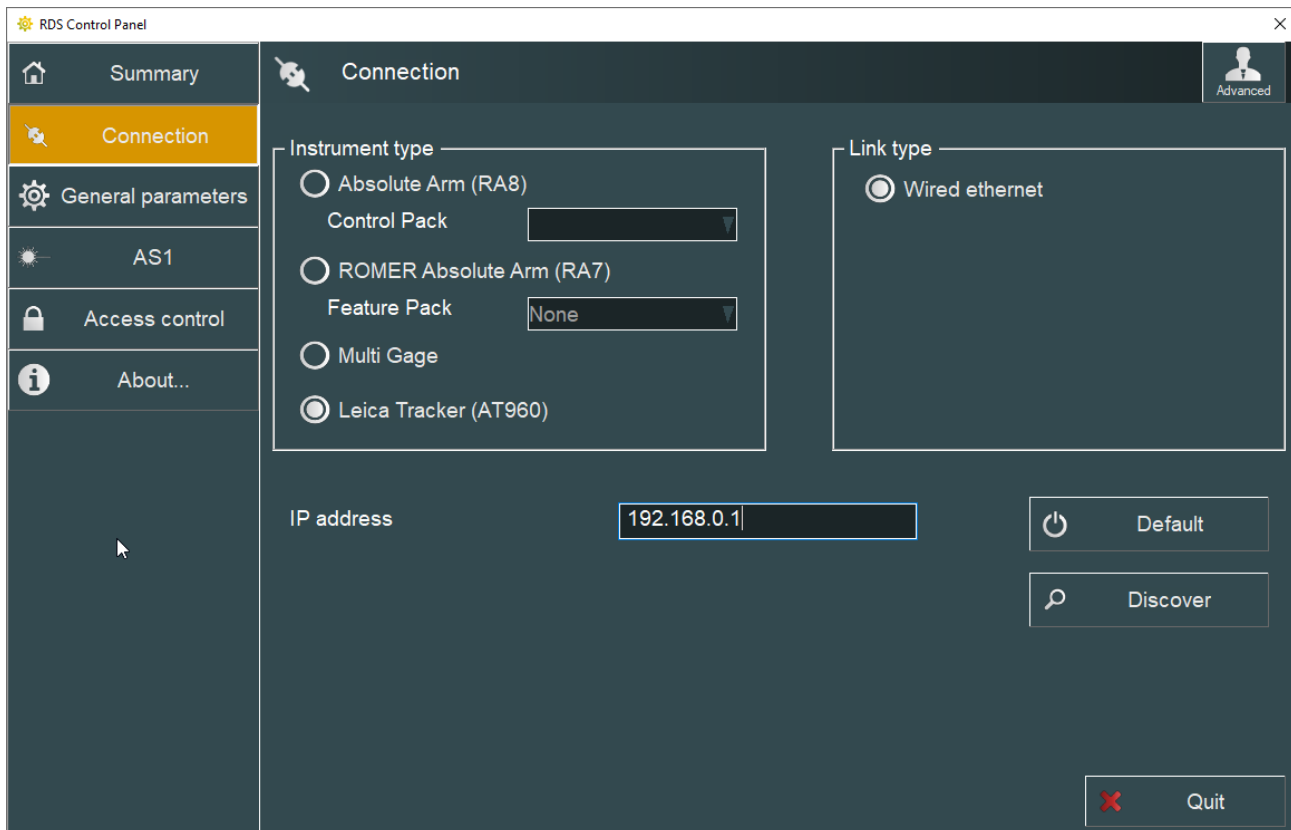 RDS Control Panel
Summary
Connection
General parameters
AS1
Access control
About...
Connection
Advanced
Instrument type
Absolute Arm (RA8)
Control Pack
ROMER Absolute Arm (RA7)
Feature Pack
None
Multi Gage
Leica Tracker (AT960)
Link type
Wired ethernet
IP address
192.168.0.1
Default
Discover
Quit